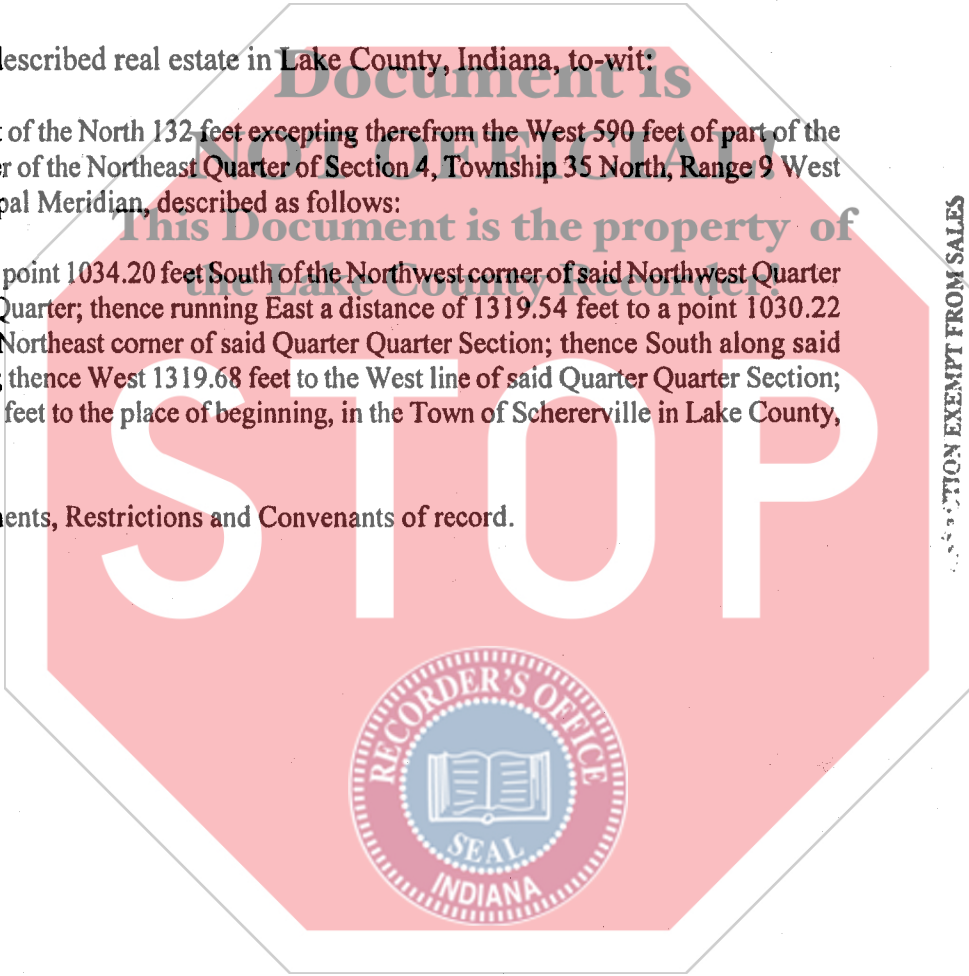 described real estate in Lake County, Indiana, to-wit:
Document is
of the North 132 feet excepting therefrom the West 590 feet of part of the
NOT OFFICIAL!
of the Northeast Quarter of Section 4, Township 35 North, Range 9 West
Meridian, described as follows:
This Document is the property of
point 1034.20 feet South of the Northwest corner of said Northwest Quarter
the Lake County Recorder!
Quarter; thence running East a distance of 1319.54 feet to a point 1030.22
Northeast corner of said Quarter Quarter Section; thence South along said
thence West 1319.68 feet to the West line of said Quarter Quarter Section;
feet to the place of beginning, in the Town of Schererville in Lake County,
Restrictions and Convenants of record.
STOP
RECORDER'S OFFICE
SEAL
INDIANA
EXEMPT FROM SALES